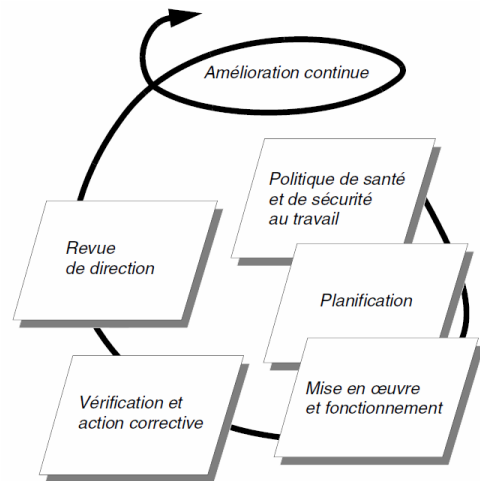 Amélioration continue
Politique de santé
et de sécurité
au travail
Planification
Mise en œuvre
et fonctionnement
Vérification et
action corrective
Revue
de direction